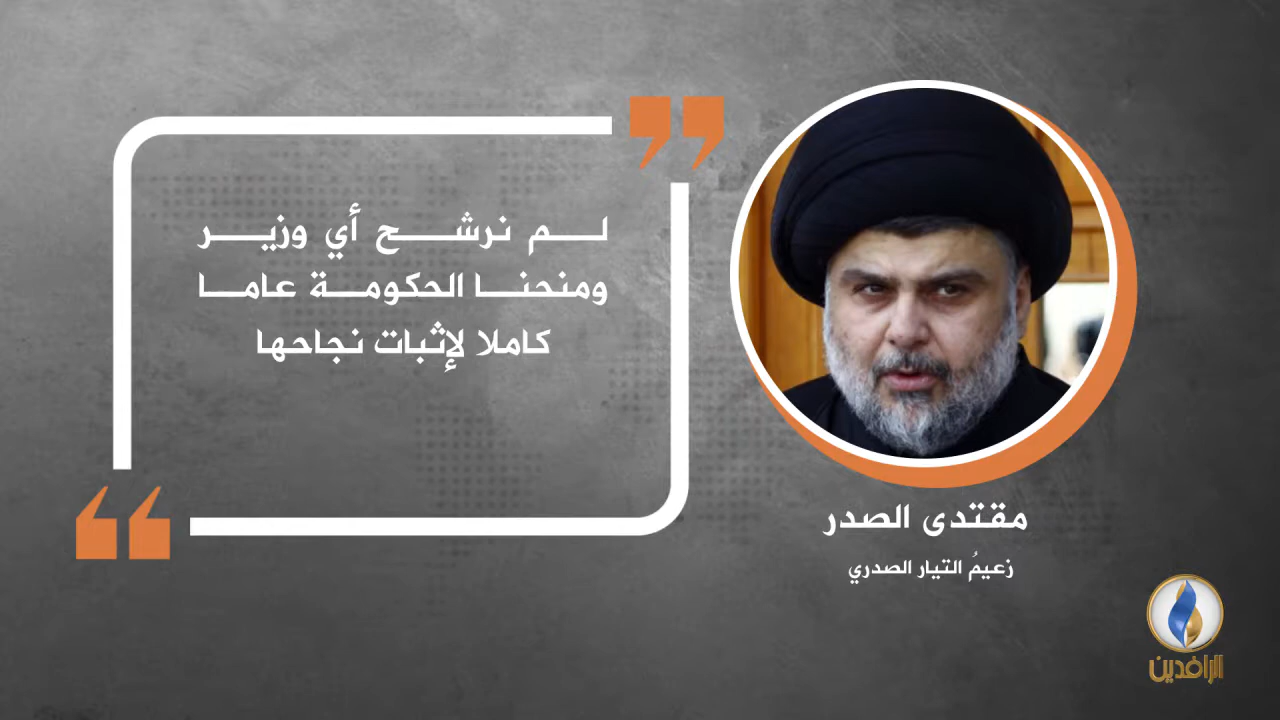 لم نرشح أي وزير
ومنحنا الحكومة عاما
كاملا لإثبات نجاحها
مقتدى الصدر
زعيمُ التيار الصدري
الرافدين